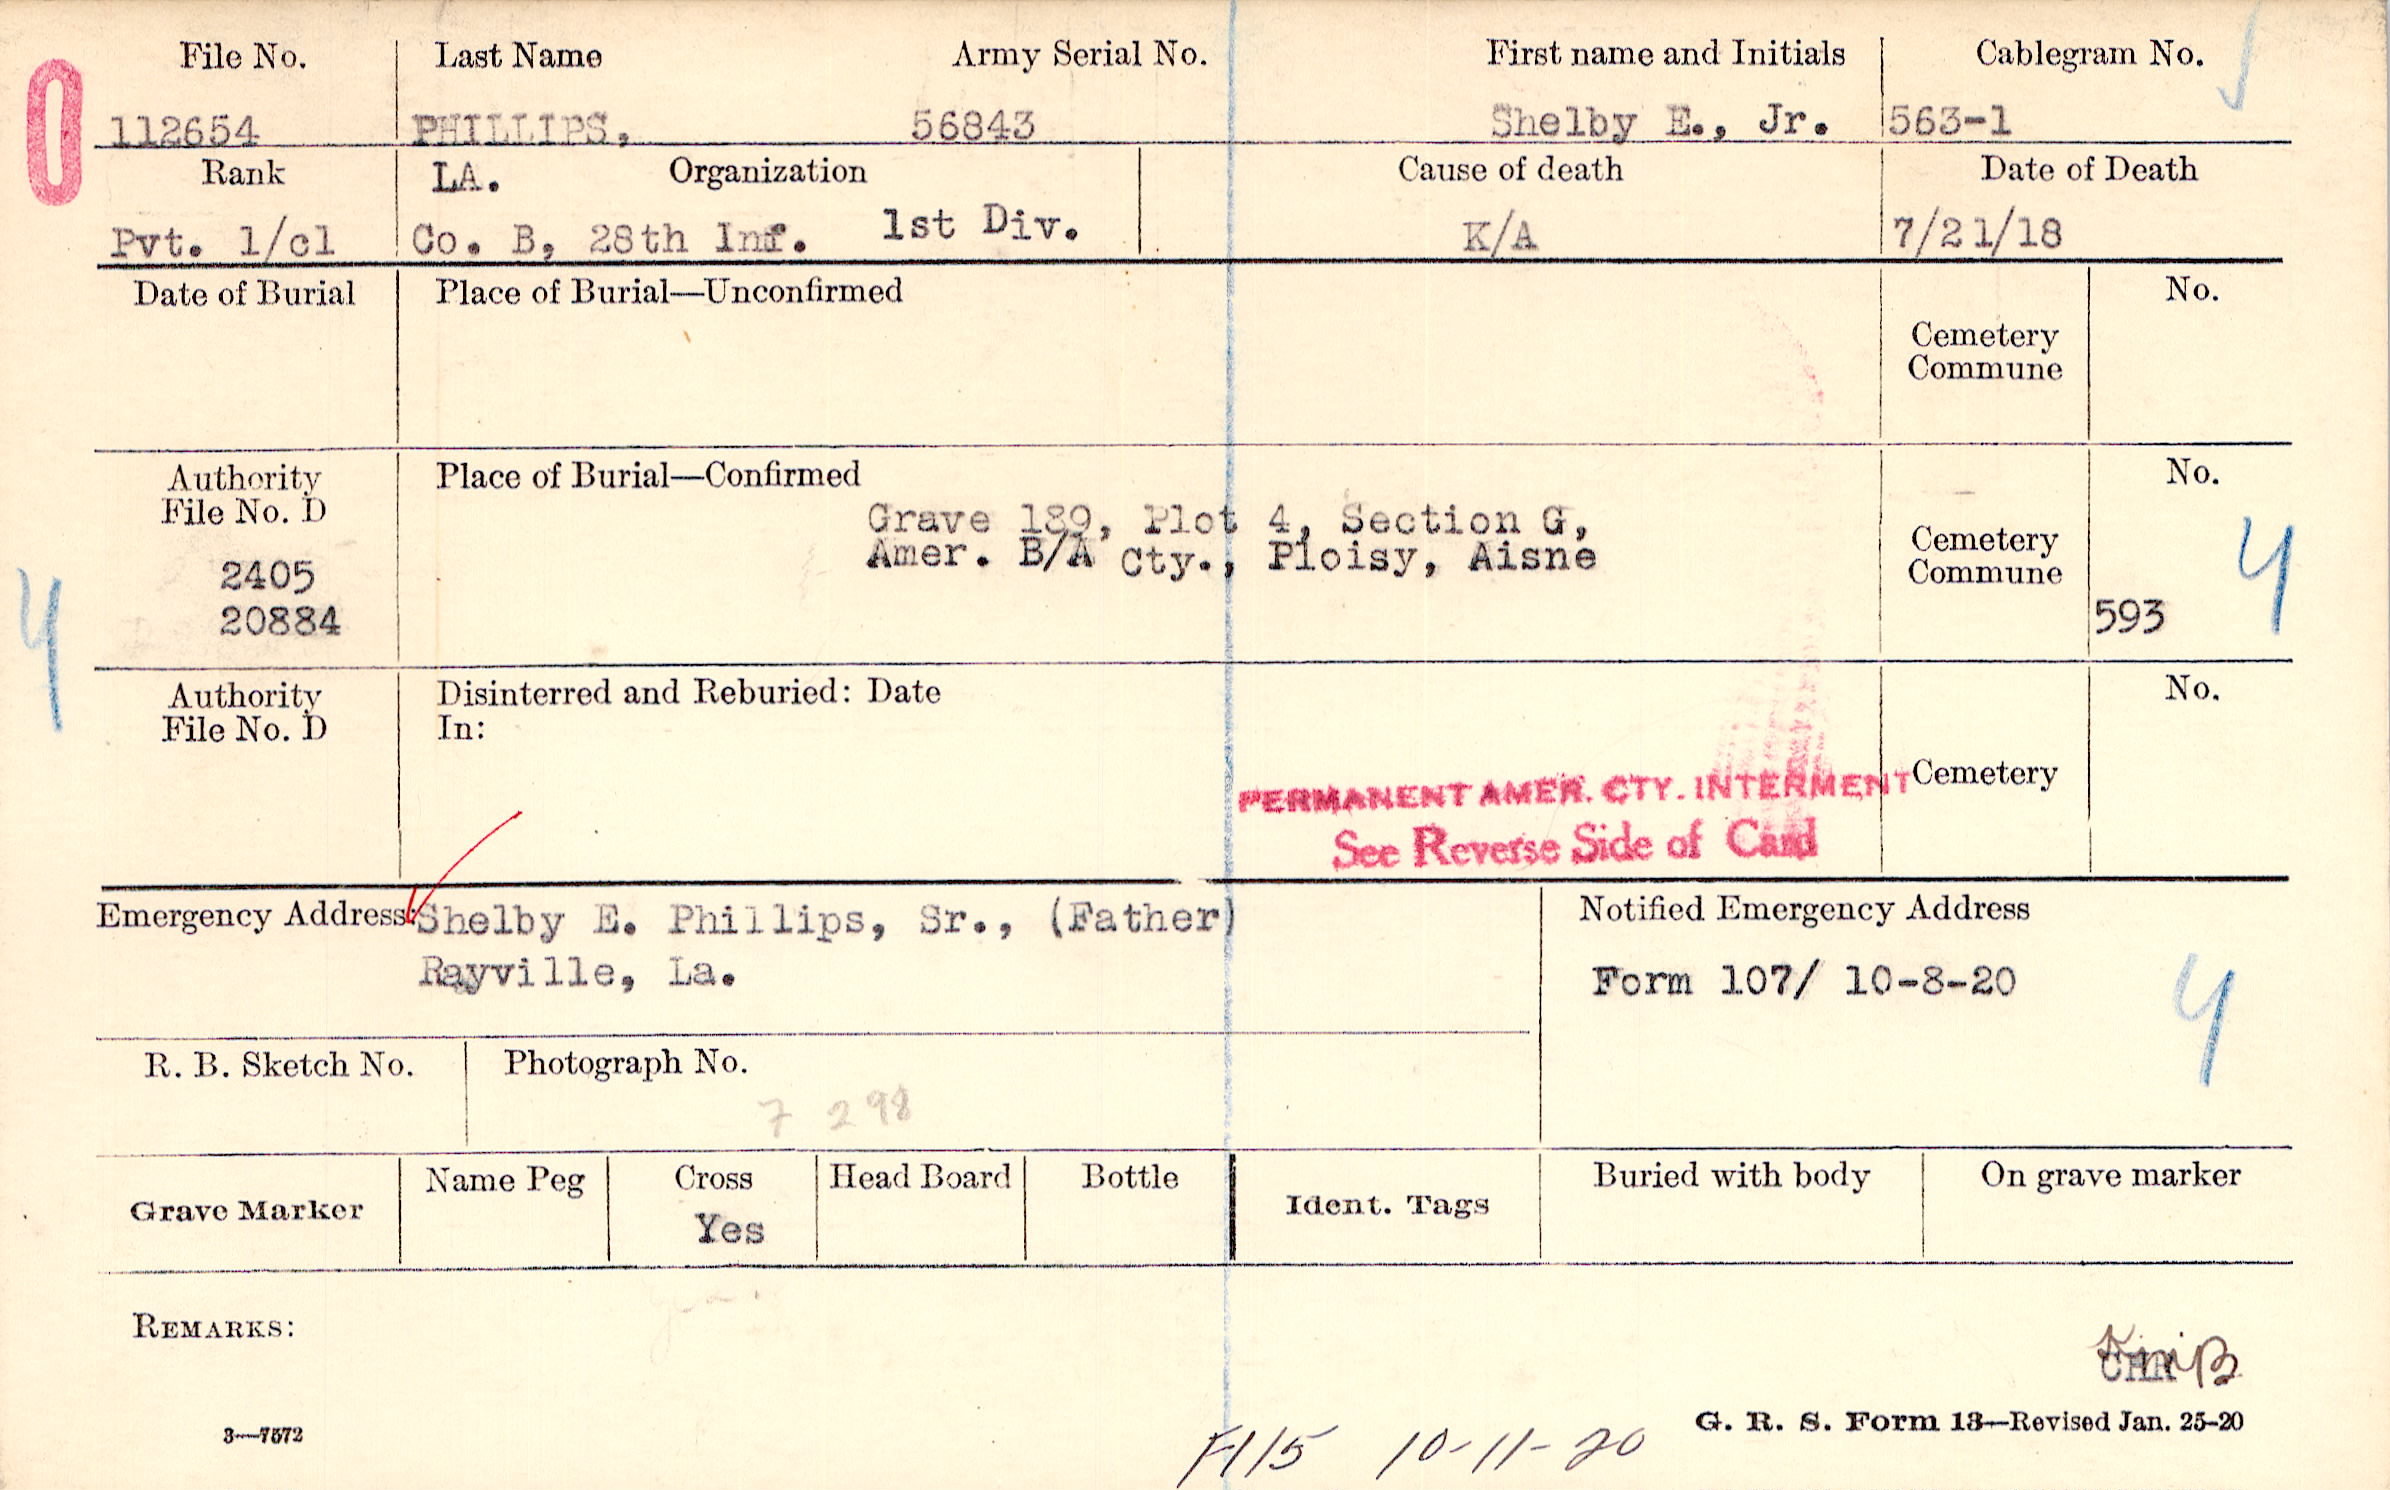 File No. Last Name Army Serial No. First name and Initials Cablegram No.
112654 PHILLIPS, 56843 Shelby E., Jr. 563-1
Rank LA. Organization Cause of death Date of Death
Pvt. 1/cl Co. B, 28th Inf. 1st Div. K/A 7/21/18
Date of Burial Place of Burial—Unconfirmed No.
Cemetery
Commune
Authority Place of Burial—Confirmed No.
File No. D
Grave 189, Plot 4, Section G,
Amer. B/A Cty., Ploisy, Aisne
Cemetery
Commune
2405
20884
593
4
4
Authority Disinterred and Reburied: Date No.
File No. D In:
Cemetery
PERMANENT AMER. CTY. INTERMENT
See Reverse Side of Card
Emergency Address: Shelby E. Phillips, Sr., (Father) Notified Emergency Address
Rayville, La. Form 107/ 10-8-20
4
R. B. Sketch No. Photograph No.
7 298
Grave Marker Name Peg Cross Head Board Bottle Ident. Tags Buried with body On grave marker
Yes
REMARKS:
3—7572
F115 10-11-20
G. R. S. Form 13—Revised Jan. 25-20